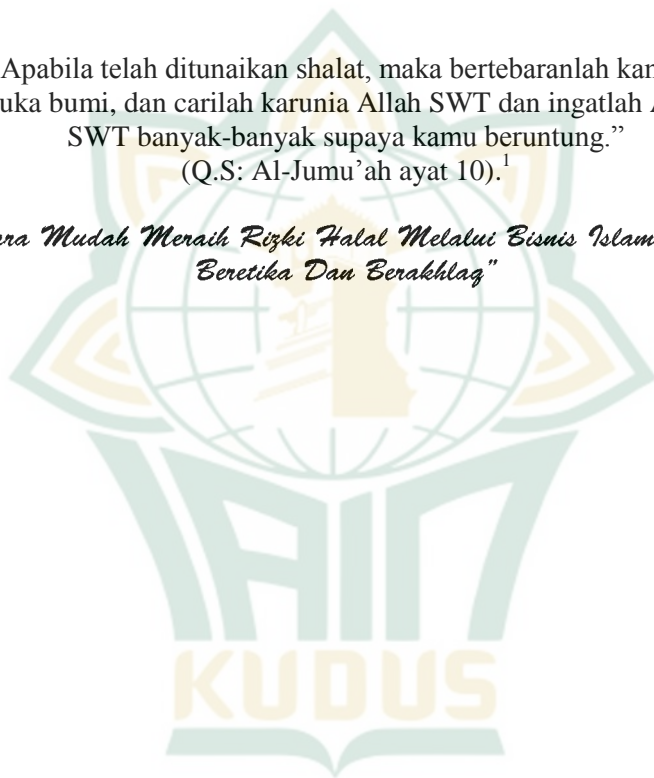 Apabila telah ditunaikan shalat, maka bertebaranlah
uka bumi, dan carilah karunia Allah SWT dan ingatlah
SWT banyak-banyak supaya kamu beruntung.”
(Q.S: Al-Jumu’ah ayat 10).1
Mudah Meraih Rizki Halal Melalui Bisnis Islam
Beretika Dan Berakhlaq”
IAIN
KUDUS